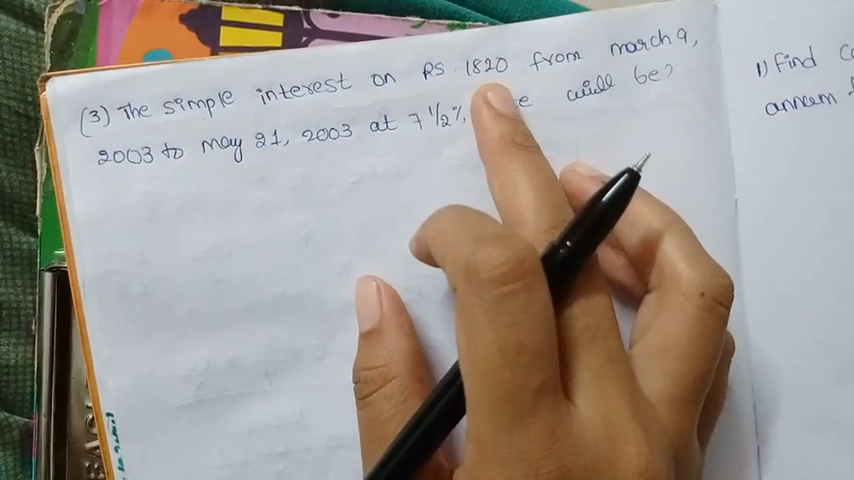 (3) The simple interest on RS. 1820 from march 9,
2003 to may 21, 2003 at 7 1/2 %, will be?
1) Find
annum